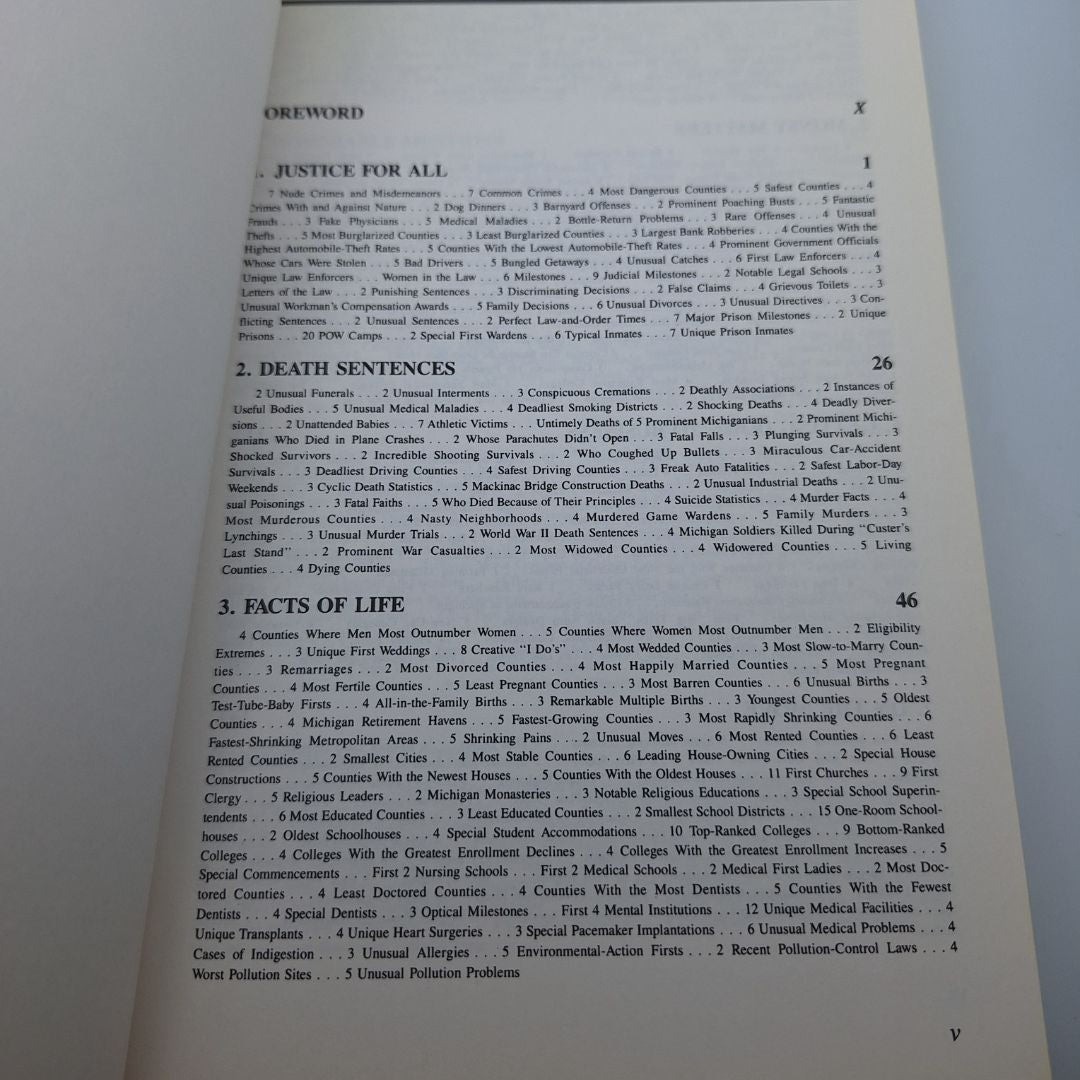 OREWORD X
. JUSTICE FOR ALL 1
7 Nude Crimes and Misdemeanors . . . 7 Common Crimes . . . 4 Most Dangerous Counties . . . 5 Safest Counties . . . 4
Crimes With and Against Nature . . . 2 Dog Dinners . . . 3 Barnyard Offenses . . . 2 Prominent Poaching Busts . . . 5 Fantastic
Frauds . . . 3 Fake Physicians . . . 5 Medical Maladies . . . 2 Bottle-Return Problems . . . 3 Rare Offenses . . . 4 Unusual
Thefts . . . 5 Most Burglarized Counties . . . 3 Least Burglarized Counties . . . 3 Largest Bank Robberies . . . 4 Counties With the
Highest Automobile-Theft Rates . . . 5 Counties With the Lowest Automobile-Theft Rates . . . 4 Prominent Government Officials
Whose Cars Were Stolen . . . 5 Bad Drivers . . . 5 Bungled Getaways . . . 4 Unusual Catches . . . 6 First Law Enforcers . . . 4
Unique Law Enforcers . . . Women in the Law . . . 6 Milestones . . . 9 Judicial Milestones . . . 2 Notable Legal Schools . . . 3
Letters of the Law . . . 2 Punishing Sentences . . . 3 Discriminating Decisions . . . 2 False Claims . . . 4 Grievous Toilets . . . 3
Unusual Workman's Compensation Awards . . . 5 Family Decisions . . . 6 Unusual Divorces . . . 3 Unusual Directives . . . 3 Con-
flicting Sentences . . . 2 Unusual Sentences . . . 2 Perfect Law-and-Order Times . . . 7 Major Prison Milestones . . . 2 Unique
Prisons . . . 20 POW Camps . . . 2 Special First Wardens . . . 6 Typical Inmates . . . 7 Unique Prison Inmates
2. DEATH SENTENCES 26
2 Unusual Funerals . . . 2 Unusual Interments . . . 3 Conspicuous Cremations . . . 2 Deathly Associations . . . 2 Instances of
Useful Bodies . . . 5 Unusual Medical Maladies . . . 4 Deadliest Smoking Districts . . . 2 Shocking Deaths . . . 4 Deadly Diver-
sions . . . 2 Unattended Babies . . . 7 Athletic Victims . . . Untimely Deaths of 5 Prominent Michiganians . . . 2 Prominent Michi-
ganians Who Died in Plane Crashes . . . 2 Whose Parachutes Didn't Open . . . 3 Fatal Falls . . . 3 Plunging Survivals . . . 3
Shocked Survivors . . . 2 Incredible Shooting Survivals . . . 2 Who Coughed Up Bullets . . . 3 Miraculous Car-Accident
Survivals . . . 3 Deadliest Driving Counties . . . 4 Safest Driving Counties . . . 3 Freak Auto Fatalities . . . 2 Safest Labor-Day
Weekends . . . 3 Cyclic Death Statistics . . . 5 Mackinac Bridge Construction Deaths . . . 2 Unusual Industrial Deaths . . . 2 Unu-
sual Poisonings . . . 3 Fatal Faiths . . . 5 Who Died Because of Their Principles . . . 4 Suicide Statistics . . . 4 Murder Facts . . . 4
Most Murderous Counties . . . 4 Nasty Neighborhoods . . . 4 Murdered Game Wardens . . . 5 Family Murders . . . 3
Lynchings . . . 3 Unusual Murder Trials . . . 2 World War II Death Sentences . . . 4 Michigan Soldiers Killed During "Custer's
Last Stand" . . . 2 Prominent War Casualties . . . 2 Most Widowed Counties . . . 4 Widowered Counties . . . 5 Living
Counties . . . 4 Dying Counties
3. FACTS OF LIFE 46
4 Counties Where Men Most Outnumber Women . . . 5 Counties Where Women Most Outnumber Men . . . 2 Eligibility
Extremes . . . 3 Unique First Weddings . . . 8 Creative "I Do's" . . . 4 Most Wedded Counties . . . 3 Most Slow-to-Marry Coun-
ties . . . 3 Remarriages . . . 2 Most Divorced Counties . . . 4 Most Happily Married Counties . . . 5 Most Pregnant
Counties . . . 4 Most Fertile Counties . . . 5 Least Pregnant Counties . . . 3 Most Barren Counties . . . 6 Unusual Births . . . 3
Test-Tube-Baby Firsts . . . 4 All-in-the-Family Births . . . 3 Remarkable Multiple Births . . . 3 Youngest Counties . . . 5 Oldest
Counties . . . 4 Michigan Retirement Havens . . . 5 Fastest-Growing Counties . . . 3 Most Rapidly Shrinking Counties . . . 6
Fastest-Shrinking Metropolitan Areas . . . 5 Shrinking Pains . . . 2 Unusual Moves . . . 6 Most Rented Counties . . . 6 Least
Rented Counties . . . 2 Smallest Cities . . . 4 Most Stable Counties . . . 6 Leading House-Owning Cities . . . 2 Special House
Constructions . . . 5 Counties With the Newest Houses . . . 5 Counties With the Oldest Houses . . . 11 First Churches . . . 9 First
Clergy . . . 5 Religious Leaders . . . 2 Michigan Monasteries . . . 3 Notable Religious Educations . . . 3 Special School Superin-
tendents . . . 6 Most Educated Counties . . . 3 Least Educated Counties . . . 2 Smallest School Districts . . . 15 One-Room School-
houses . . . 2 Oldest Schoolhouses . . . 4 Special Student Accommodations . . . 10 Top-Ranked Colleges . . . 9 Bottom-Ranked
Colleges . . . 4 Colleges With the Greatest Enrollment Declines . . . 4 Colleges With the Greatest Enrollment Increases . . . 5
Special Commencements . . . First 2 Nursing Schools . . . First 2 Medical Schools . . . 2 Medical First Ladies . . . 2 Most Doc-
tored Counties . . . 4 Least Doctored Counties . . . 4 Counties With the Most Dentists . . . 5 Counties With the Fewest
Dentists . . . 4 Special Dentists . . . 3 Optical Milestones . . . First 4 Mental Institutions . . . 12 Unique Medical Facilities . . . 4
Unique Transplants . . . 4 Unique Heart Surgeries . . . 3 Special Pacemaker Implantations . . . 6 Unusual Medical Problems . . . 4
Cases of Indigestion . . . 3 Unusual Allergies . . . 5 Environmental-Action Firsts . . . 2 Recent Pollution-Control Laws . . . 4
Worst Pollution Sites . . . 5 Unusual Pollution Problems
v